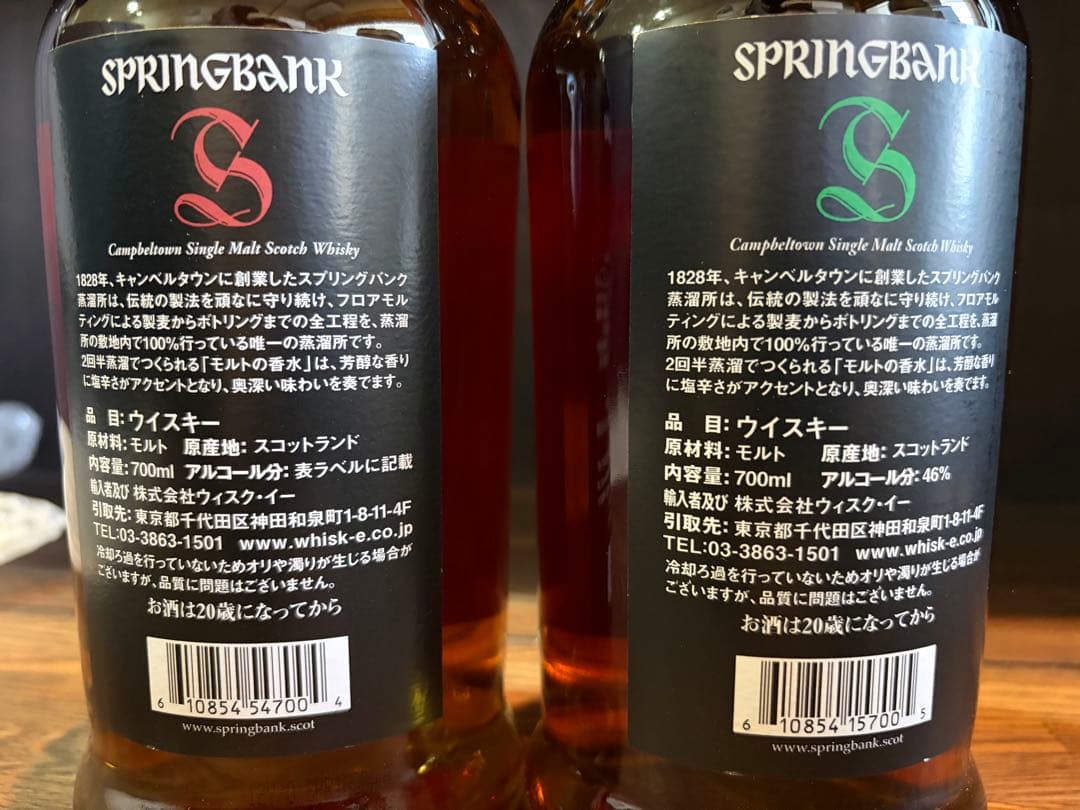 SPRINGBANK
S
Campbeltown Single Malt Scotch Whisky
1828年、キャンベルタウンに創業したスプリングバンク
蒸溜所は、伝統の製法を頑なに守り続け、フロアモル
ティングによる製麦からボトリングまでの全工程を、蒸溜
所の敷地内で100%行っている唯一の蒸溜所です。
2回半蒸溜でつくられる「モルトの香水」は、芳醇な香り
に塩辛さがアクセントとなり、奥深い味わいを奏でます。
品 目:ウイスキー
原材料:モルト 原産地:スコットランド
内容量:700ml アルコール分:表ラベルに記載
輸入者及び 株式会社ウィスク・イー
引取先:東京都千代田区神田和泉町1-8-11-4F
TEL:03-3863-1501 www.whisk-e.co.jp
冷却ろ過を行っていないためオリや濁りが生じる場合が
ございますが、品質に問題はございません。
お酒は20歳になってから
6 10854 54700 4
www.springbank.scot
SPRINGBANK
S
Campbeltown Single Malt Scotch Whisky
1828年、キャンベルタウンに創業したスプリングバンク
蒸溜所は、伝統の製法を頑なに守り続け、フロアモル
ティングによる製麦からボトリングまでの全工程を、蒸溜
所の敷地内で100%行っている唯一の蒸溜所です。
2回半蒸溜でつくられる「モルトの香水」は、芳醇な香り
に塩辛さがアクセントとなり、奥深い味わいを奏でます。
品 目:ウイスキー
原材料:モルト 原産地:スコットランド
内容量:700ml アルコール分:46%
輸入者及び 株式会社ウィスク・イー
引取先:東京都千代田区神田和泉町1-8-11-4F
TEL:03-3863-1501 www.whisk-e.co.jp
冷却ろ過を行っていないためオリや濁りが生じる場合が
ございますが、品質に問題はございません。
お酒は20歳になってから
6 10854 15700 5
www.springbank.scot